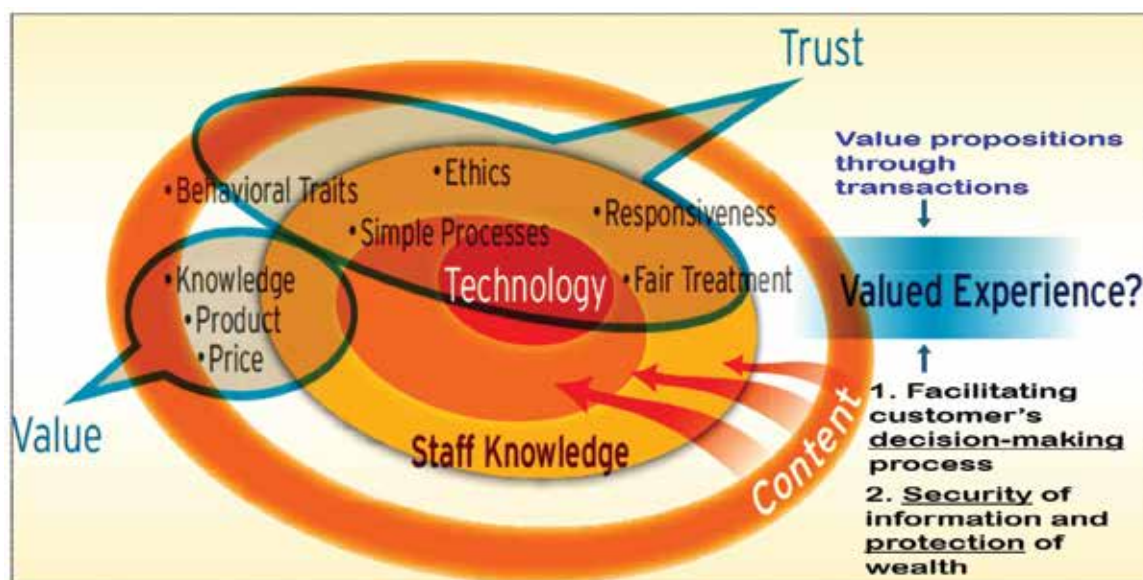 Trust
Value propositions
through
transactions
•Ethics
•Behavioral Traits
•Responsiveness
•Simple Processes
Technology
•Fair Treatment
•Knowledge
•Product
•Price
Valued Experience?
Value
Staff Knowledge
Content
1. Facilitating
customer's
decision-making
process
2. Security of
information and
protection of
wealth